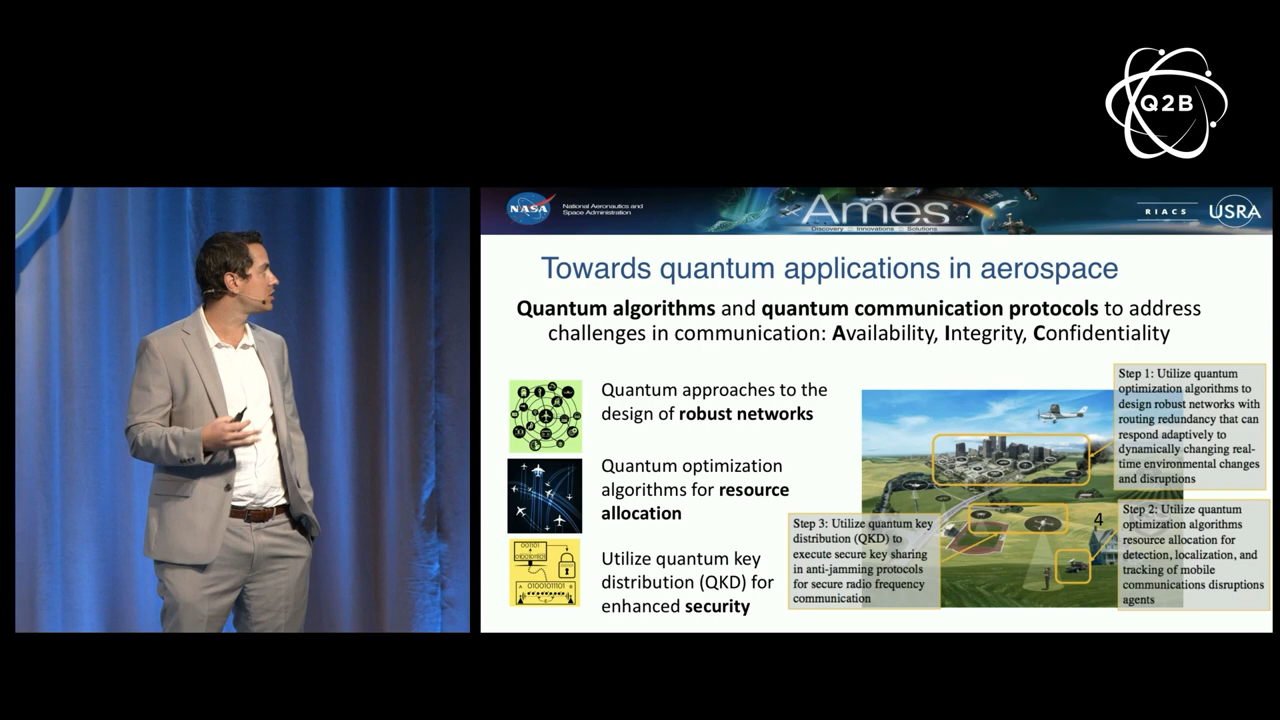 Q2B
NASA
National Aeronautics and
Space Administration
Ames
Discovery :: Innovations :: Solutions
RIACS
USRA
Towards quantum applications in aerospace
Quantum algorithms and quantum communication protocols to address
challenges in communication: Availability, Integrity, Confidentiality
Quantum approaches to the
design of robust networks
Quantum optimization
algorithms for resource
allocation
Utilize quantum key
distribution (QKD) for
enhanced security
Step 1: Utilize quantum
optimization algorithms to
design robust networks with
routing redundancy that can
respond adaptively to
dynamically changing real-
time environmental changes
and disruptions
4
Step 2: Utilize quantum
optimization algorithms
resource allocation for
detection, localization, and
tracking of mobile
communications disruptions
agents
Step 3: Utilize quantum key
distribution (QKD) to
execute secure key sharing
in anti-jamming protocols
for secure radio frequency
communication